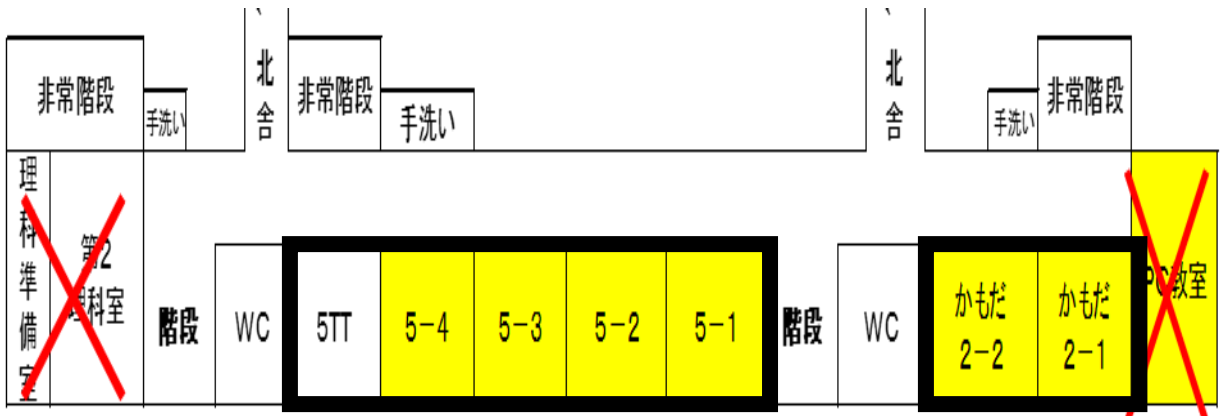 非常階段
手洗い
北
舎
非常階段
手洗い
北
舎
手洗い
非常階段
理
科
準
備
室
第2
理科室
階段
WC
5TT
5-4
5-3
5-2
5-1
階段
WC
かもだ
2-2
かもだ
2-1
PC教室